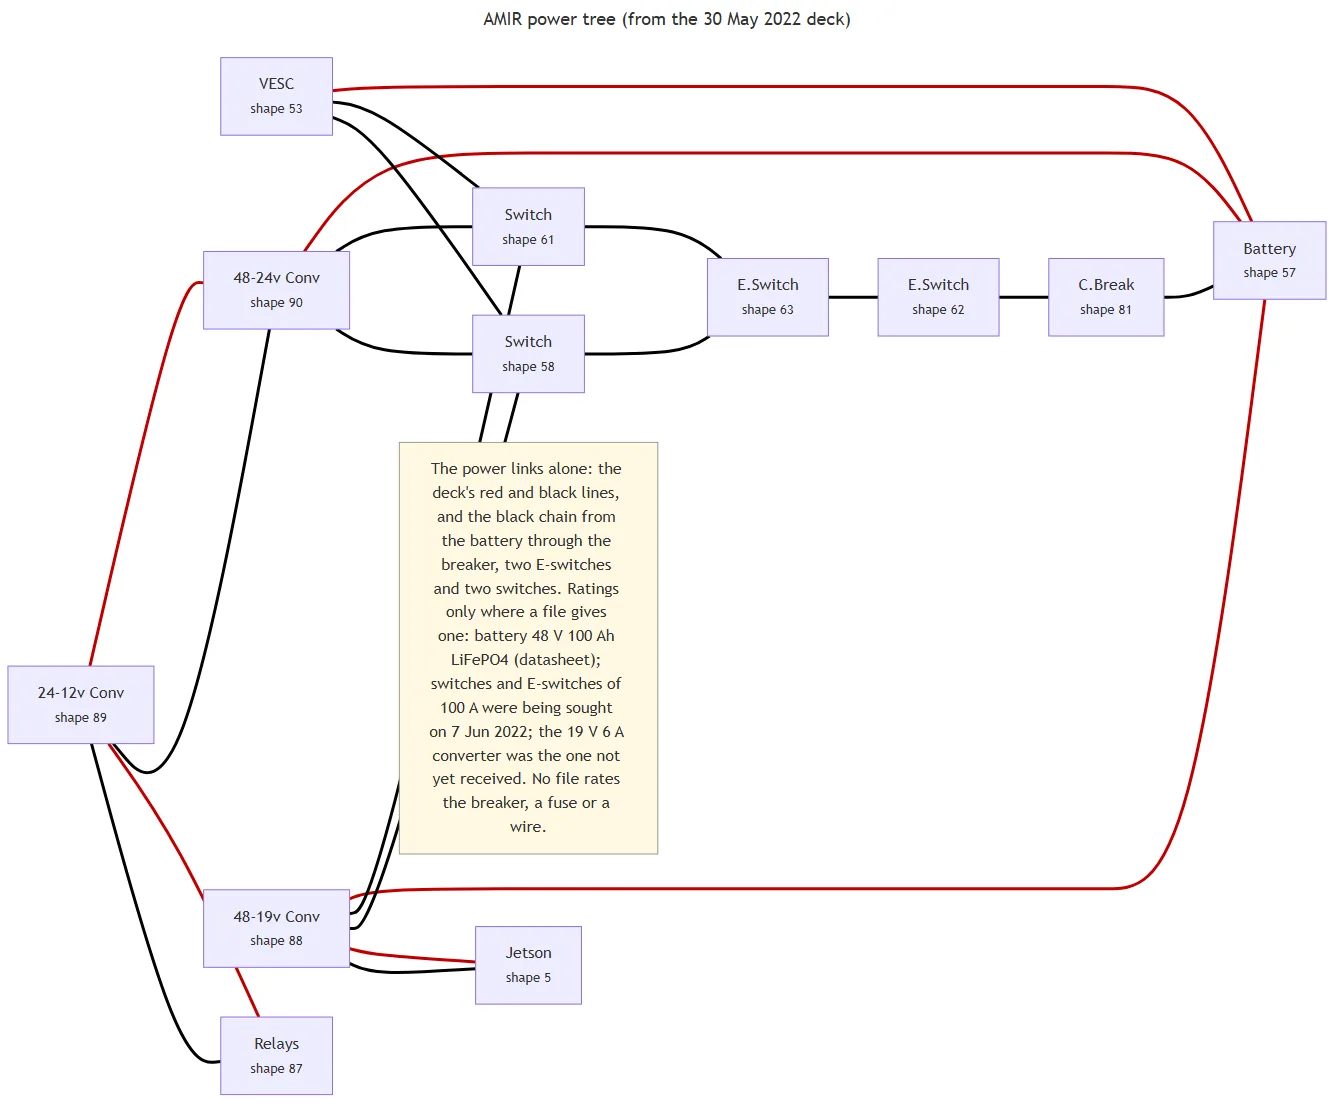 AMIR power tree (from the 30 May 2022 deck)
VESC
shape 53
Switch
shape 61
48-24v Conv
shape 90
Switch
shape 58
E.Switch
shape 63
E.Switch
shape 62
C.Break
shape 81
Battery
shape 57
The power links alone: the
deck's red and black lines,
and the black chain from
the battery through the
breaker, two E-switches
and two switches. Ratings
only where a file gives
one: battery 48 V 100 Ah
LiFePO4 (datasheet);
switches and E-switches of
100 A were being sought
on 7 Jun 2022; the 19 V 6 A
converter was the one not
yet received. No file rates
the breaker, a fuse or a
wire.
24-12v Conv
shape 89
48-19v Conv
shape 88
Jetson
shape 5
Relays
shape 87